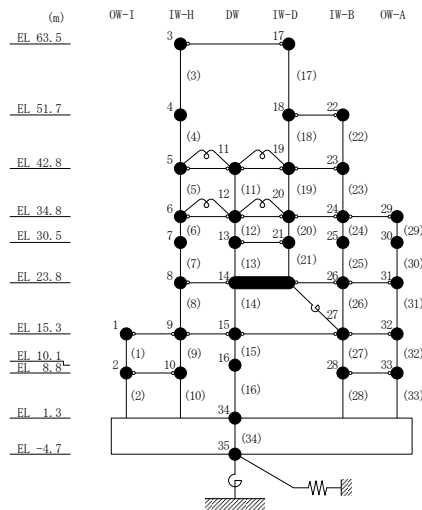 (m) OW-I IW-H DW IW-D IW-B OW-A
EL 63.5 3 17
(3) (17)
EL 51.7 4 18 22
(4) 11 19 (18) (22)
EL 42.8 5 23
(5) 12 (11) 20 (19) (23)
EL 34.8 6 24 29
(6) (12) (20) (24) (29)
EL 30.5 7 13 21 25 30
(7) (13) (21) (25) (30)
EL 23.8 8 14 26 31
(8) (14) (26) (31)
27
EL 15.3 1 9 15 32
(1) (9) (15) (27) (32)
EL 10.1 16
EL 8.8 2 10 28 33
(2) (10) (16) (28) (33)
EL 1.3 34
(34)
EL -4.7 35